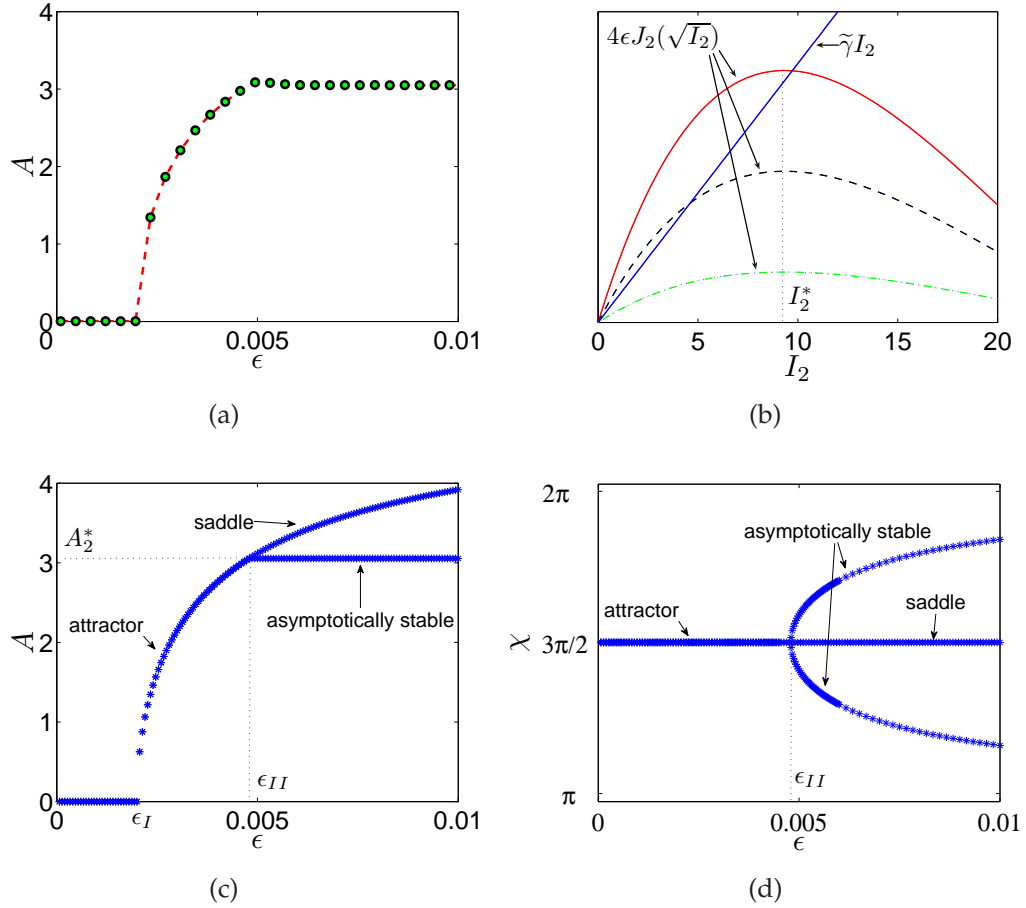 4
3
2
1
0
A
0
0.005
0.01
ϵ
(a)
4ϵJ₂(√I₂)
γ̃I₂
I₂*
0
5
10
15
20
I₂
(b)
4
3
2
1
0
A
A₂*
saddle
attractor
asymptotically stable
ϵ_I
ϵ_II
0
0.005
0.01
ϵ
(c)
2π
3π/2
π
χ
asymptotically stable
attractor
saddle
ϵ_II
0
0.005
0.01
ϵ
(d)